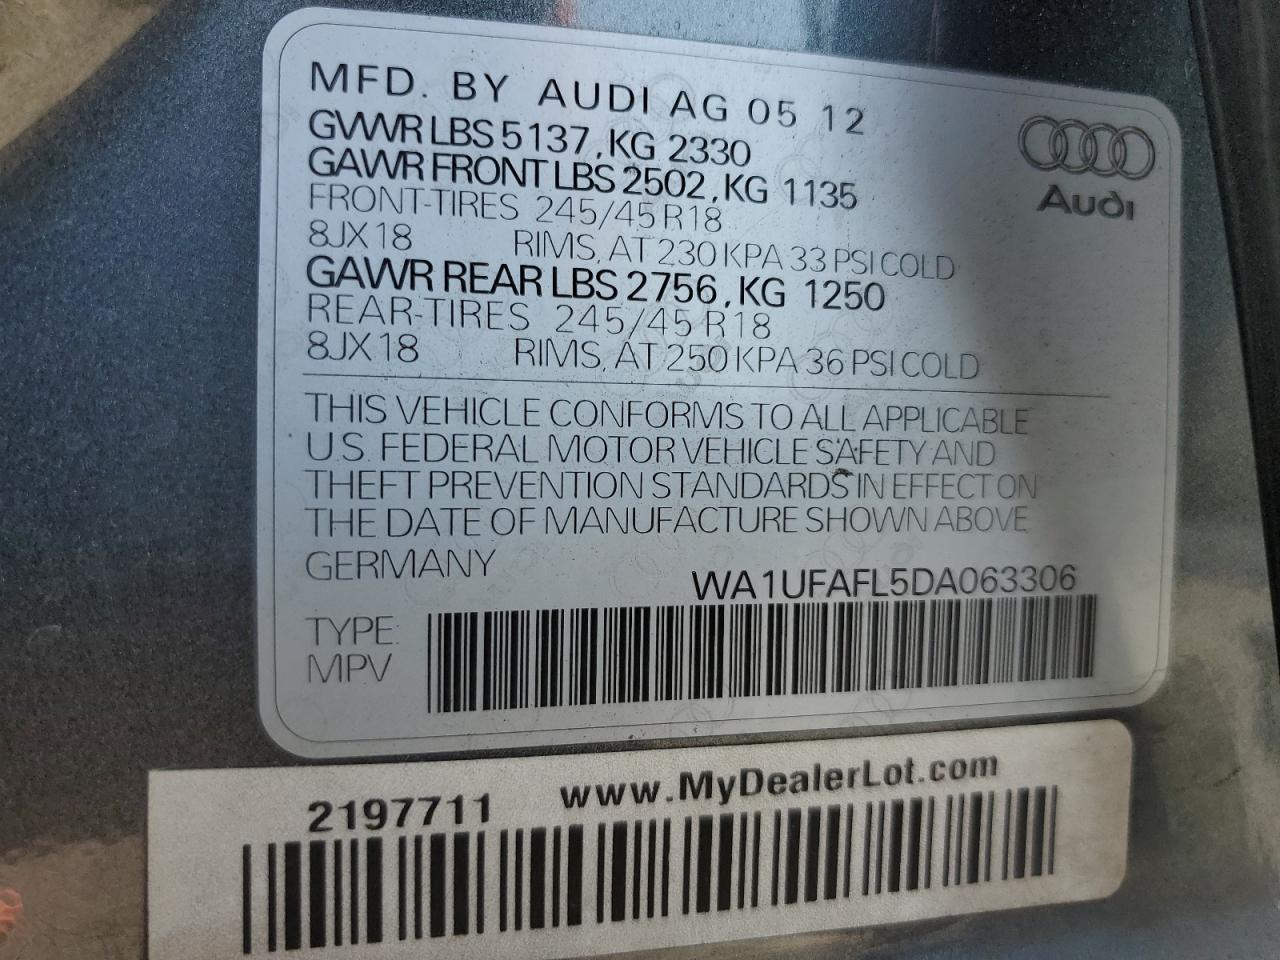 MFD. BY AUDI AG 05 12
GVWR LBS 5137, KG 2330
GAWR FRONT LBS 2502, KG 1135
FRONT-TIRES 245/45 R18
8JX18 RIMS, AT 230 KPA 33 PSI COLD
GAWR REAR LBS 2756, KG 1250
REAR-TIRES 245/45 R18
8JX18 RIMS, AT 250 KPA 36 PSI COLD
Audi
THIS VEHICLE CONFORMS TO ALL APPLICABLE
U.S. FEDERAL MOTOR VEHICLE SAFETY AND
THEFT PREVENTION STANDARDS IN EFFECT ON
THE DATE OF MANUFACTURE SHOWN ABOVE
GERMANY
WA1UFAFL5DA063306
TYPE:
MPV
2197711 www.MyDealerLot.com